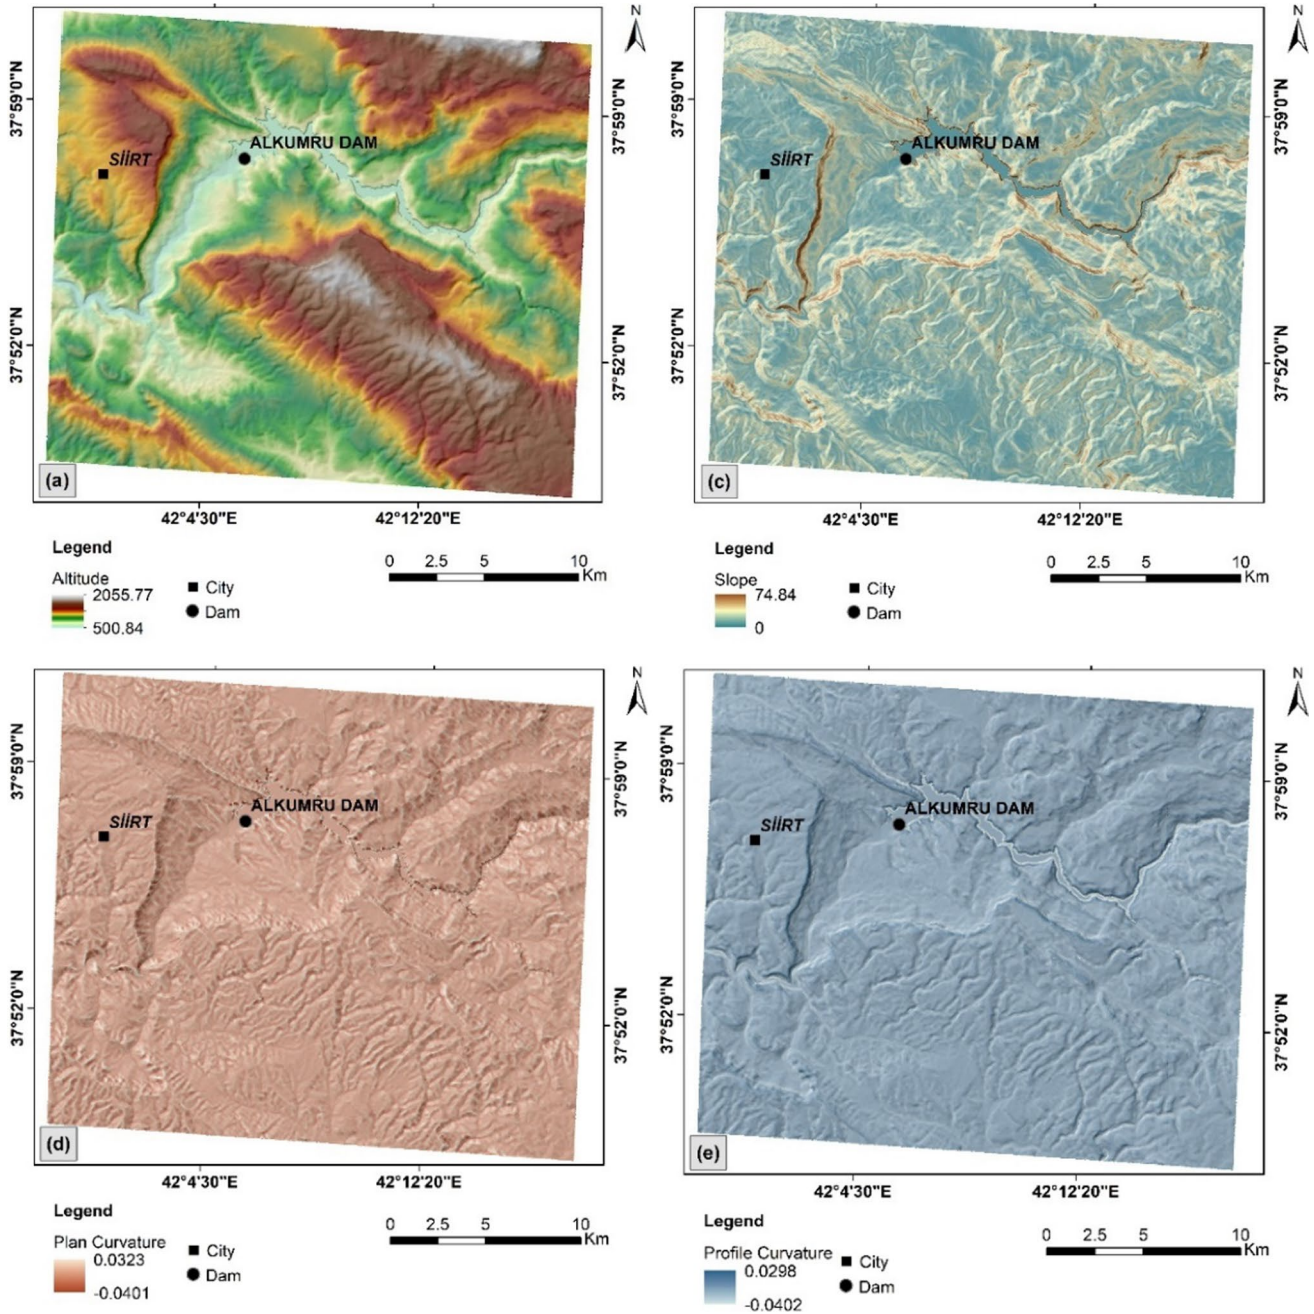 N
37°59'0"N
37°59'0"N
ALKUMRU DAM
SİİRT
37°52'0"N
37°52'0"N
(a)
42°4'30"E
42°12'20"E
Legend
Altitude
2055.77
500.84
City
Dam
0 2.5 5 10
Km
N
37°59'0"N
37°59'0"N
ALKUMRU DAM
SİİRT
37°52'0"N
37°52'0"N
(c)
42°4'30"E
42°12'20"E
Legend
Slope
74.84
0
City
Dam
0 2.5 5 10
Km
N
37°59'0"N
37°59'0"N
ALKUMRU DAM
SİİRT
37°52'0"N
37°52'0"N
(d)
42°4'30"E
42°12'20"E
Legend
Plan Curvature
0.0323
-0.0401
City
Dam
0 2.5 5 10
Km
N
37°59'0"N
37°59'0"N
ALKUMRU DAM
SİİRT
37°52'0"N
37°52'0"N
(e)
42°4'30"E
42°12'20"E
Legend
Profile Curvature
0.0298
-0.0402
City
Dam
0 2.5 5 10
Km